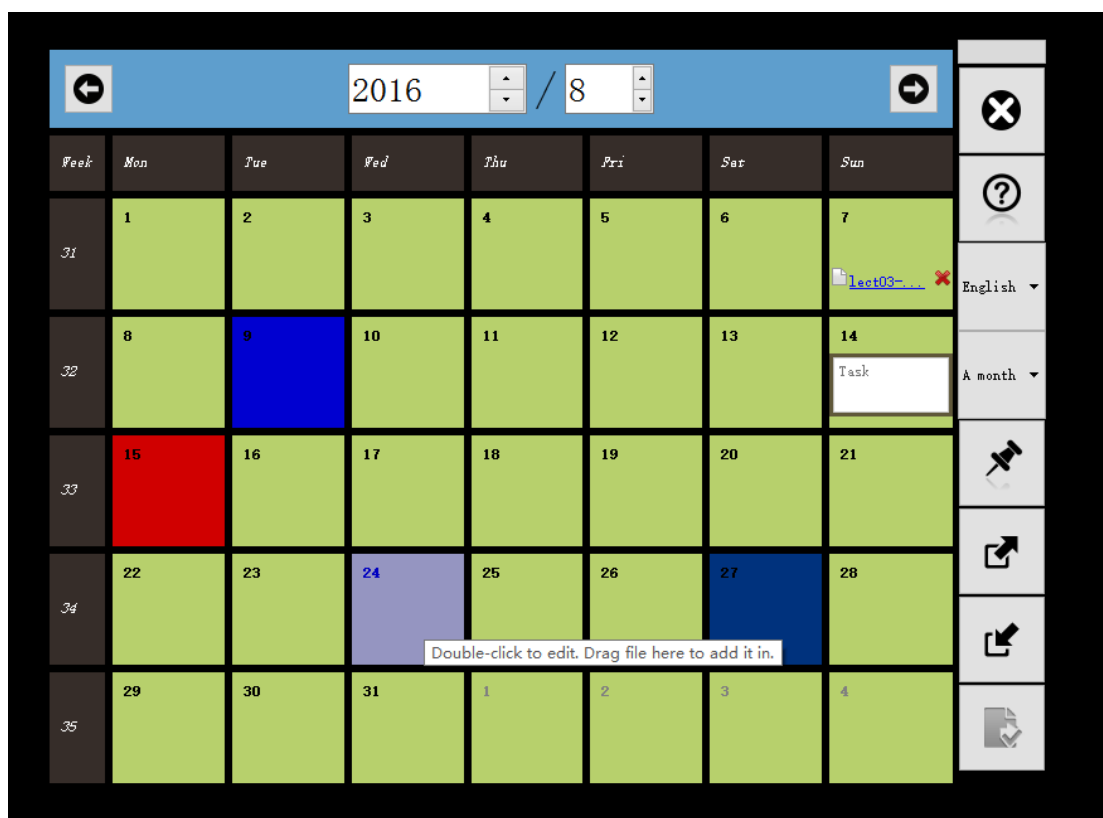 2016 / 8
Week Mon Tue Wed Thu Fri Sat Sun
31 1 2 3 4 5 6 7
lect03-...
English
32 8 9 10 11 12 13 14
Task
A month
33 15 16 17 18 19 20 21
34 22 23 24 25 26 27 28
Double-click to edit. Drag file here to add it in.
35 29 30 31 1 2 3 4